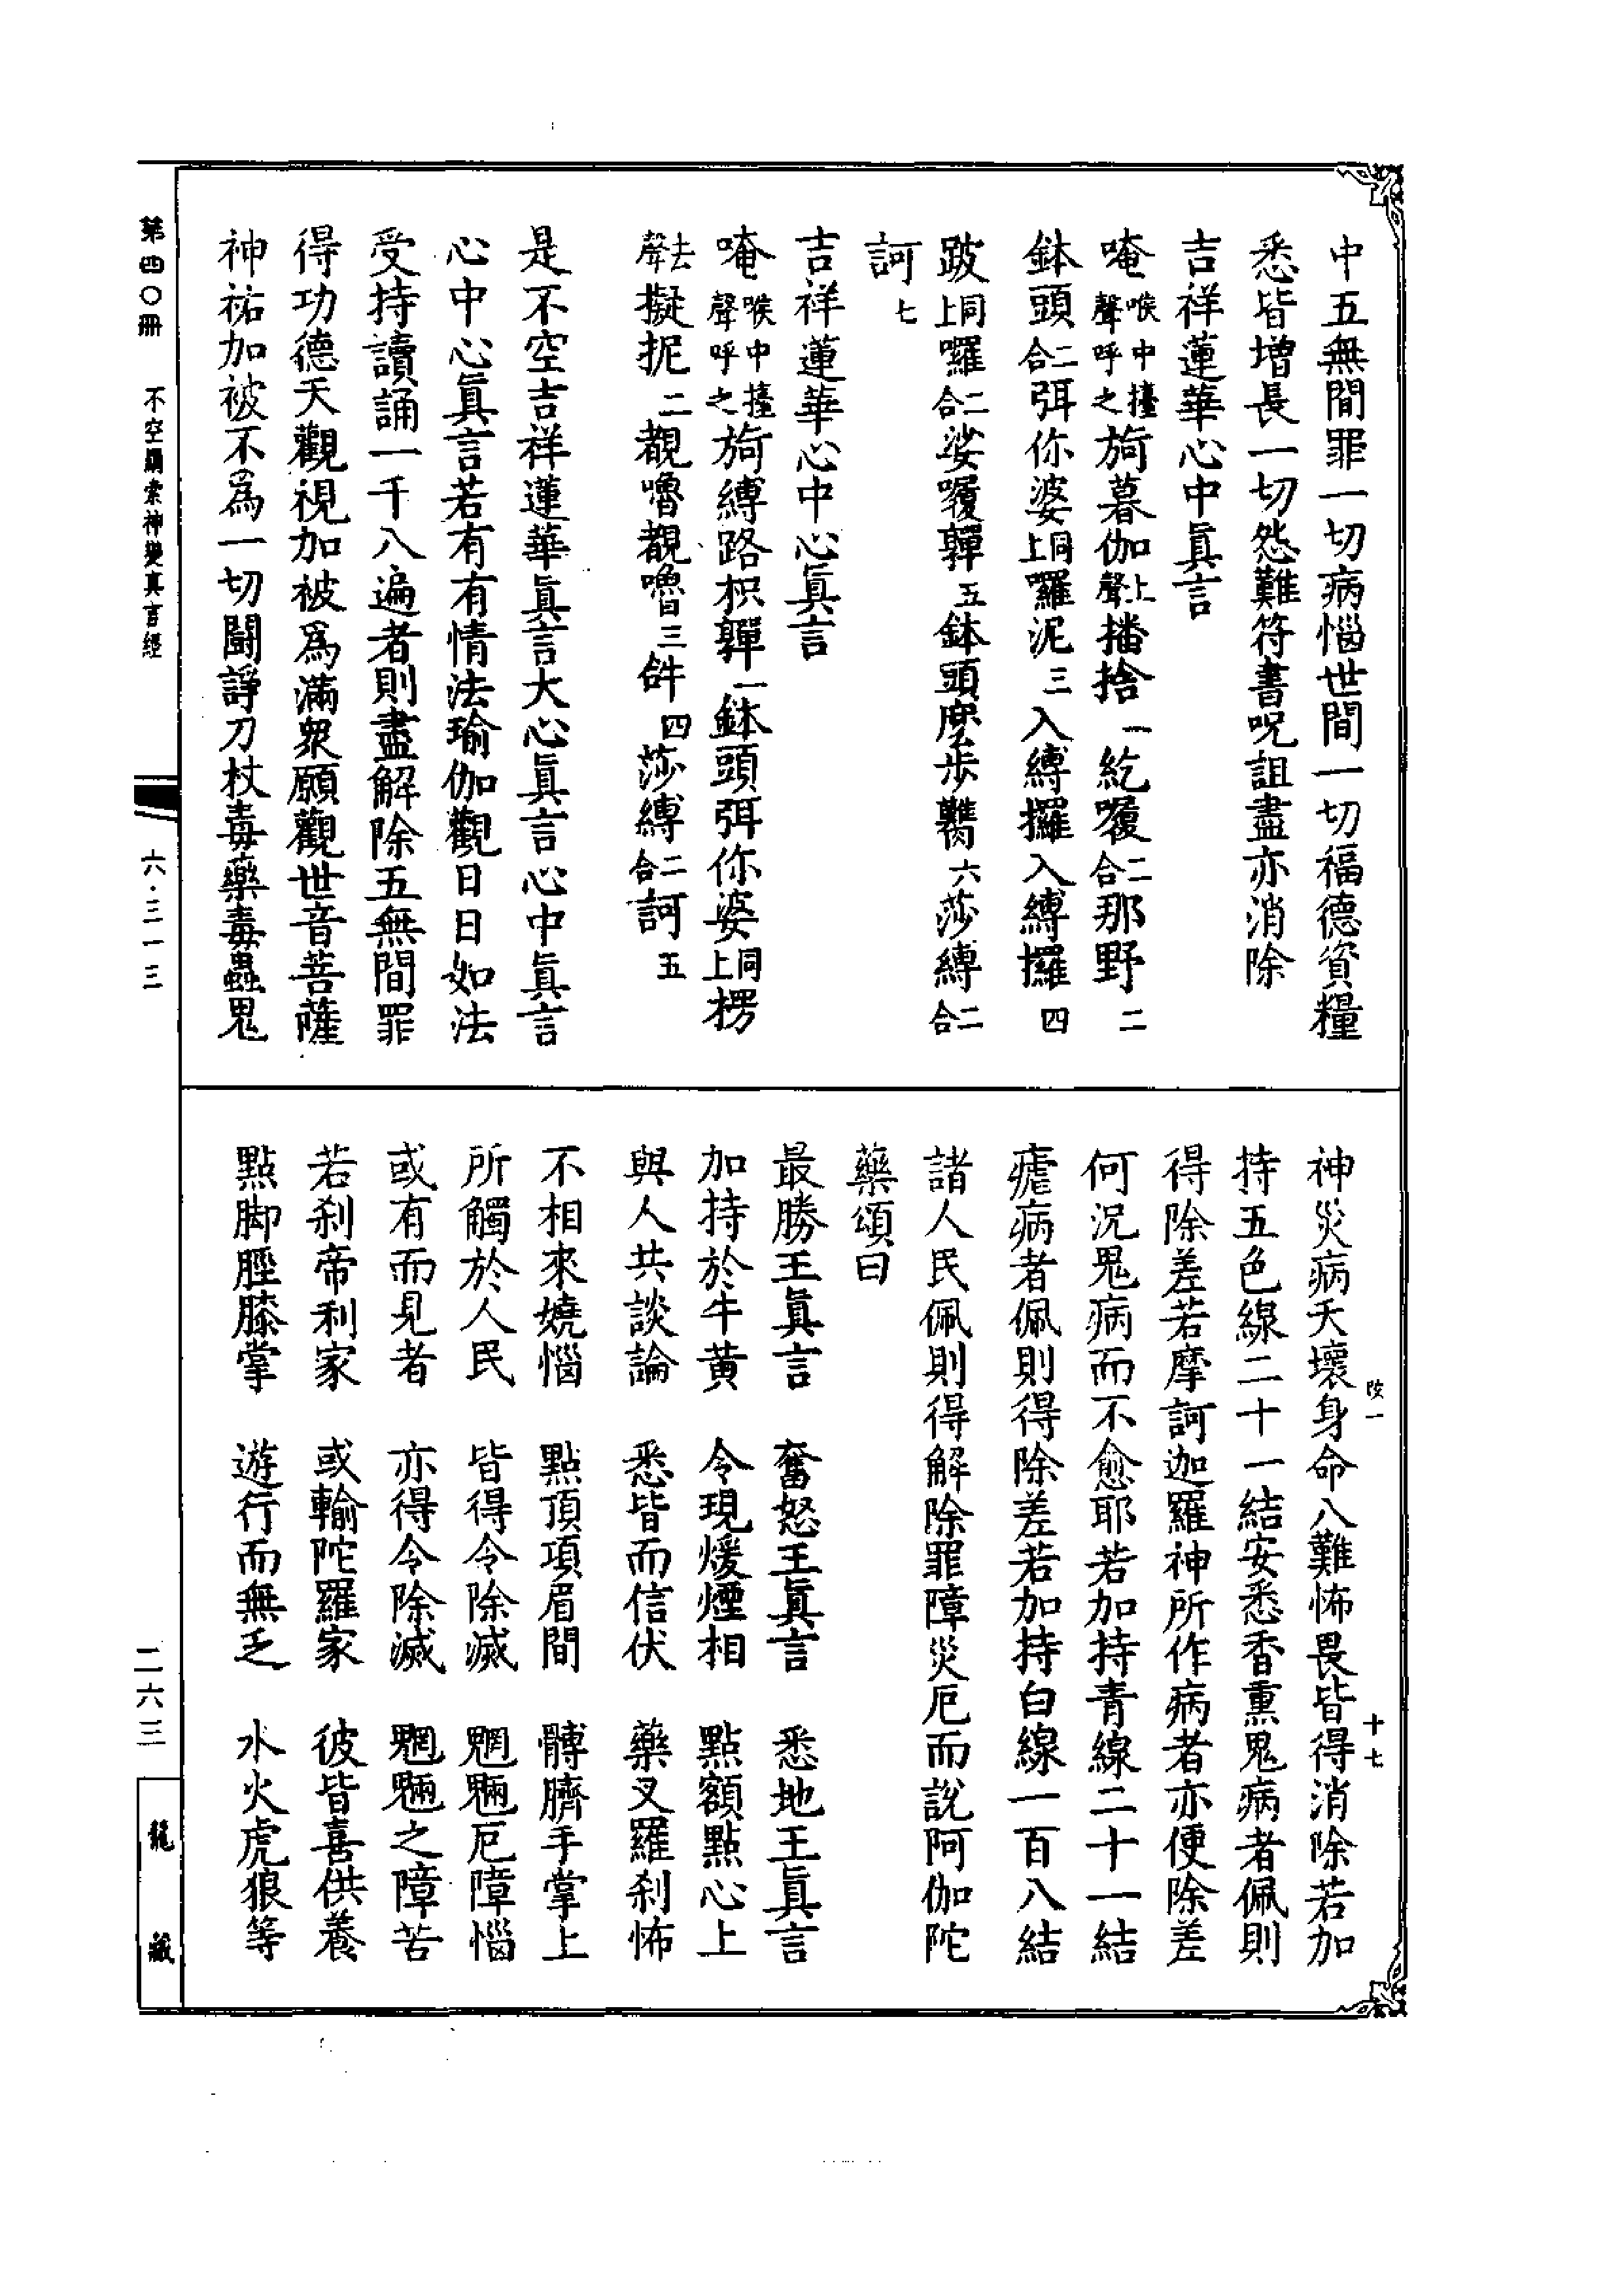 中五無間罪一切病惱世間一切福德資糧
悉皆增長一切怨難符書呪詛盡亦消除
吉祥蓮華心中眞言
唵喉中擡聲呼之旖暮伽上聲播捨一紇㗚二合那野二
鉢頭二合弭你婆同上囉泥三入縛攞入縛攞四
跛同上囉二合娑㗚鄲五鉢頭麼步鸚六莎縛二合
訶七
吉祥蓮華心中心眞言
唵喉中擡聲呼之旖縛路枳鄲一鉢頭弭你婆同上楞
去聲擬抳二覩嚕覩嚕三𤙖四莎縛二合訶五
是不空吉祥蓮華眞言大心眞言心中眞言
心中心眞言若有有情法瑜伽觀日日如法
受持讀誦一千八遍者則盡解除五無間罪
得功德天觀視加被爲滿衆願觀世音菩薩
神祐加被不爲一切鬪諍刀杖毒藥毒蟲鬼
神災病夭壞身命八難怖畏皆得消除若加
持五色線二十一結安悉香熏鬼病者佩則
得除差若摩訶迦羅神所作病者亦便除差
何況鬼病而不愈耶若加持青線二十一結
瘧病者佩則得除差若加持白線一百八結
諸人民佩則得解除罪障災厄而說阿伽陀
藥頌曰
最勝王眞言　奮怒王眞言　悉地王眞言
加持於牛黄　令現煖煙相　點額點心上
與人共談論　悉皆而信伏　藥叉羅刹怖
不相來嬈惱　點頂項眉間　髆臍手掌上
所觸於人民　皆得令除滅　魍魎厄障惱
或有而見者　亦得令除滅　魍魎之障苦
若刹帝利家　或輸陀羅家　彼皆喜供養
點脚脛膝掌　遊行而無乏　水火虎狼等
改一
十七
第四〇冊　不空羂索神變真言經
六・三一三
二六三
龍藏